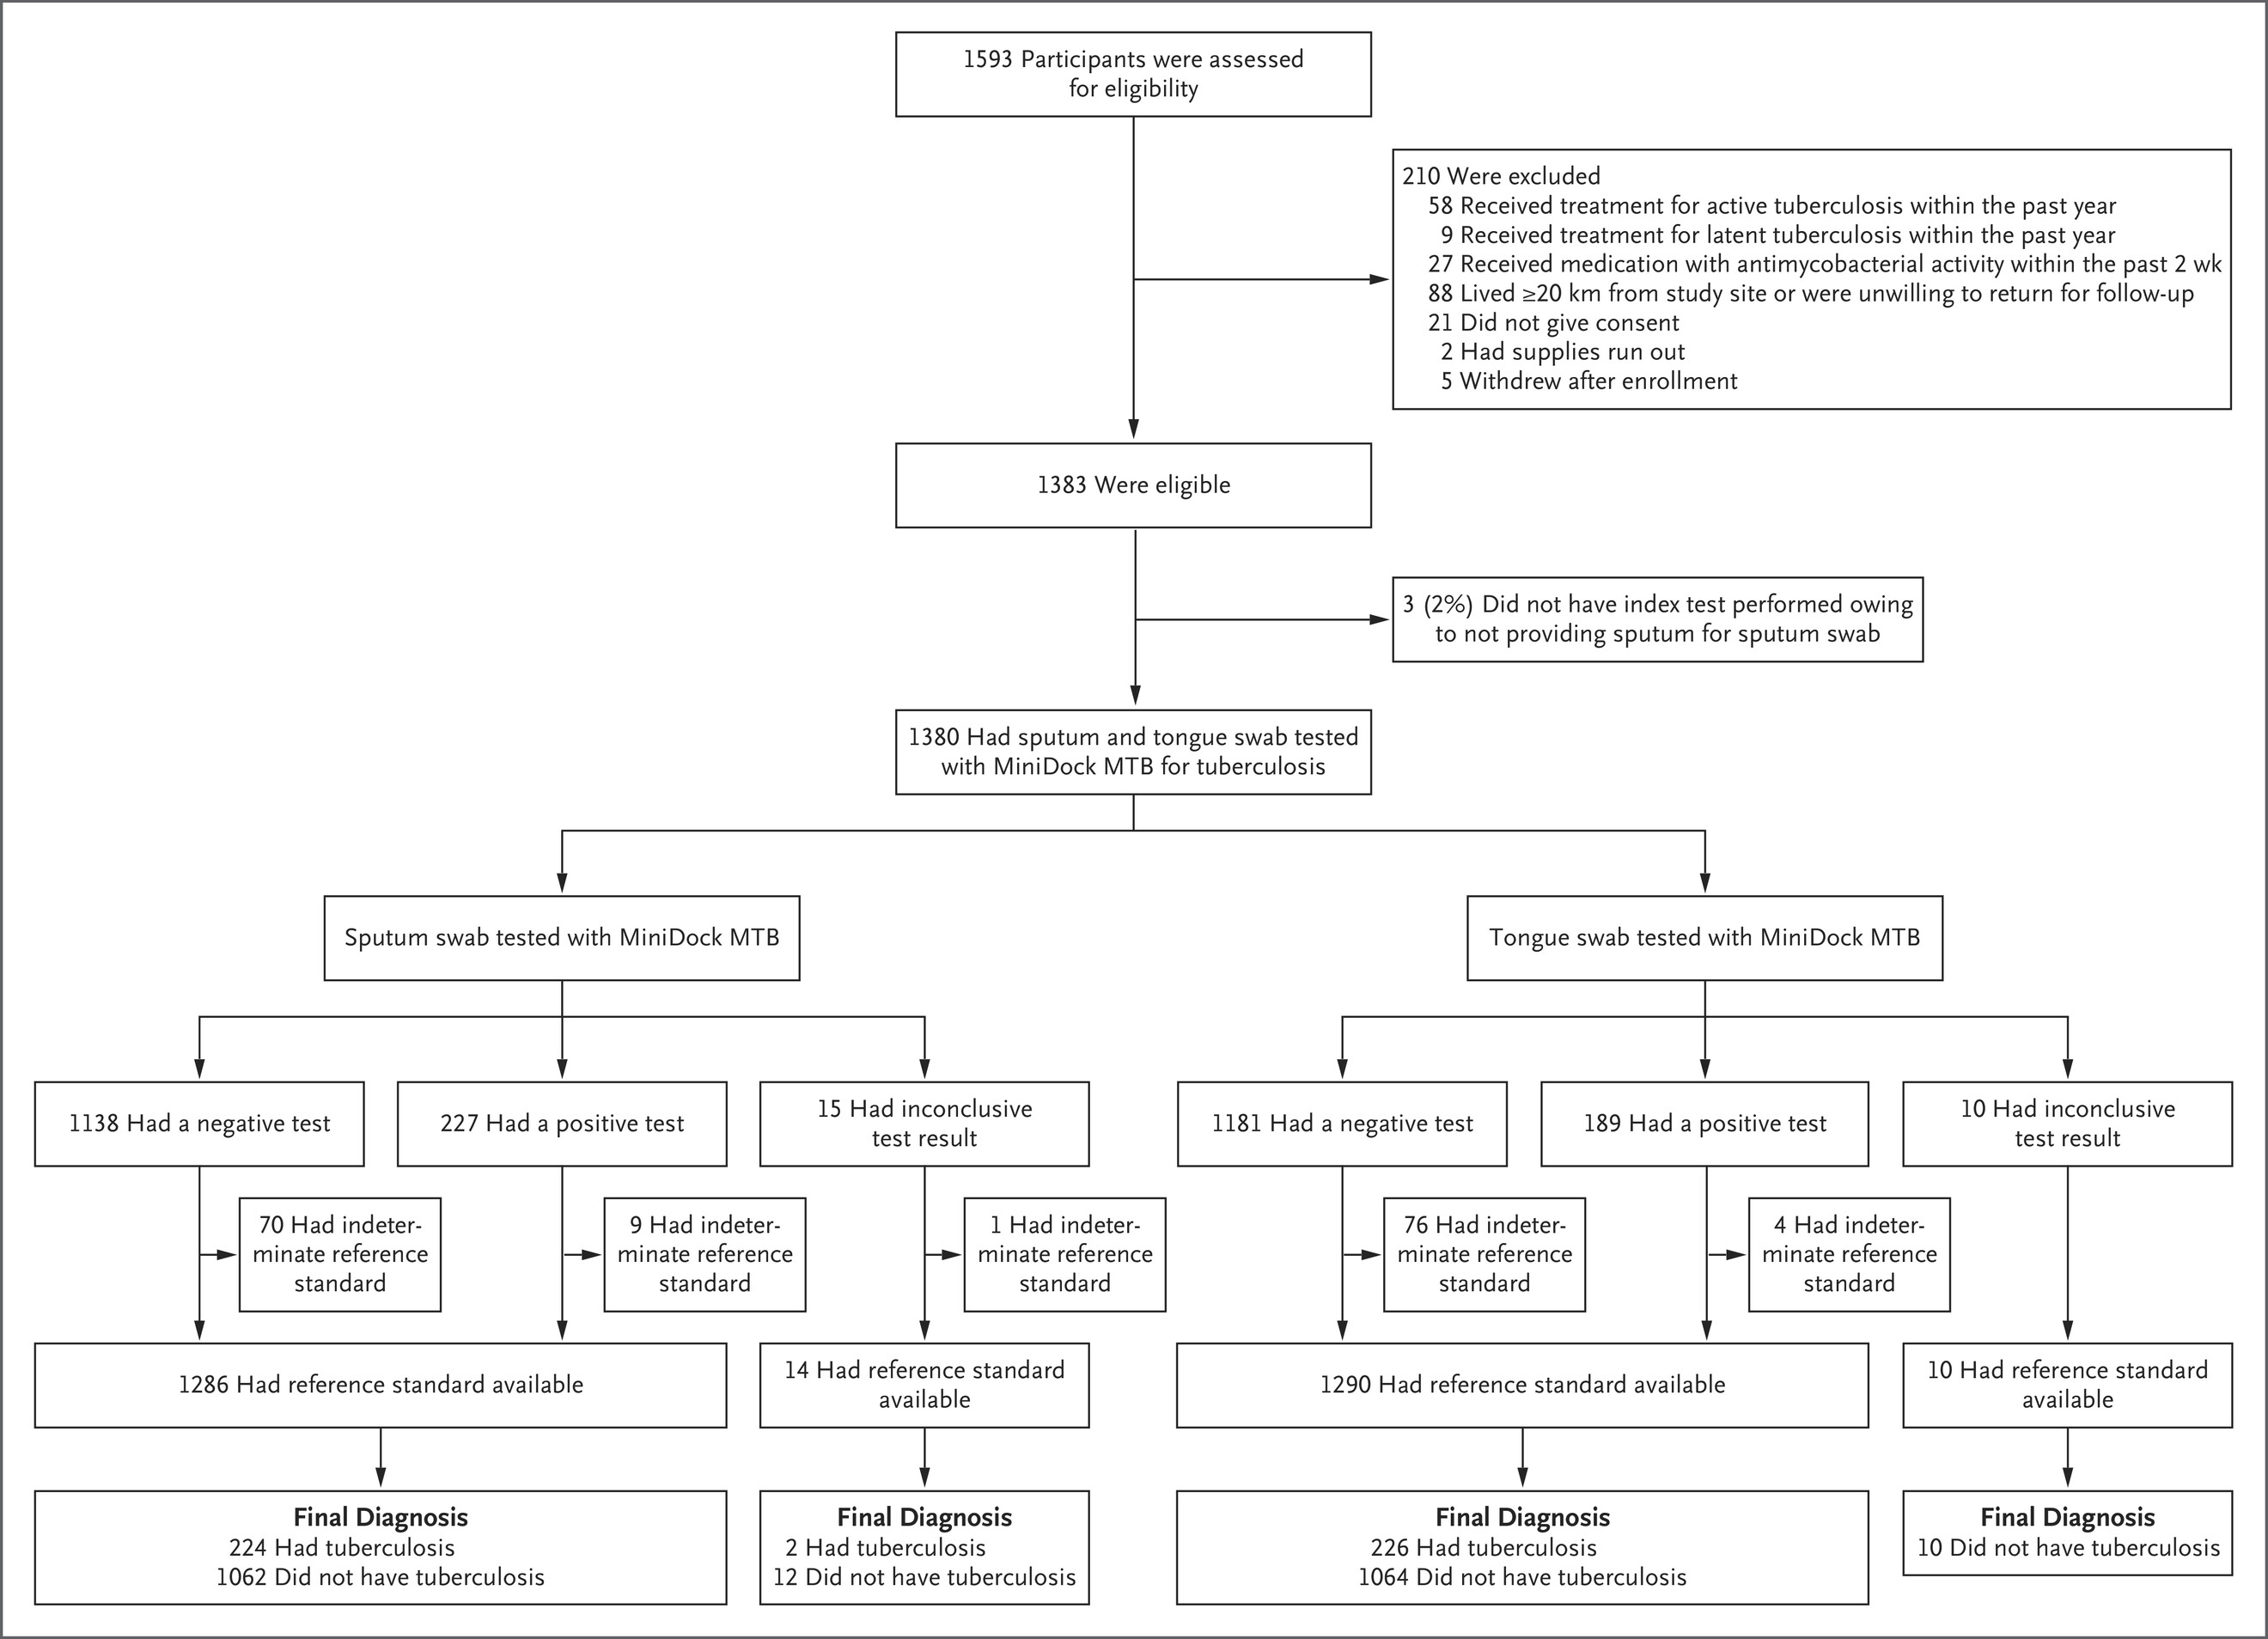 1593 Participants were assessed
for eligibility
210 Were excluded
58 Received treatment for active tuberculosis within the past year
9 Received treatment for latent tuberculosis within the past year
27 Received medication with antimycobacterial activity within the past 2 wk
88 Lived ≥20 km from study site or were unwilling to return for follow-up
21 Did not give consent
2 Had supplies run out
5 Withdrew after enrollment
1383 Were eligible
3 (2%) Did not have index test performed owing
to not providing sputum for sputum swab
1380 Had sputum and tongue swab tested
with MiniDock MTB for tuberculosis
Sputum swab tested with MiniDock MTB
Tongue swab tested with MiniDock MTB
1138 Had a negative test
227 Had a positive test
15 Had inconclusive
test result
1181 Had a negative test
189 Had a positive test
10 Had inconclusive
test result
70 Had indeter-
minate reference
standard
9 Had indeter-
minate reference
standard
1 Had indeter-
minate reference
standard
76 Had indeter-
minate reference
standard
4 Had indeter-
minate reference
standard
1286 Had reference standard available
14 Had reference standard
available
1290 Had reference standard available
10 Had reference standard
available
Final Diagnosis
224 Had tuberculosis
1062 Did not have tuberculosis
Final Diagnosis
2 Had tuberculosis
12 Did not have tuberculosis
Final Diagnosis
226 Had tuberculosis
1064 Did not have tuberculosis
Final Diagnosis
10 Did not have tuberculosis